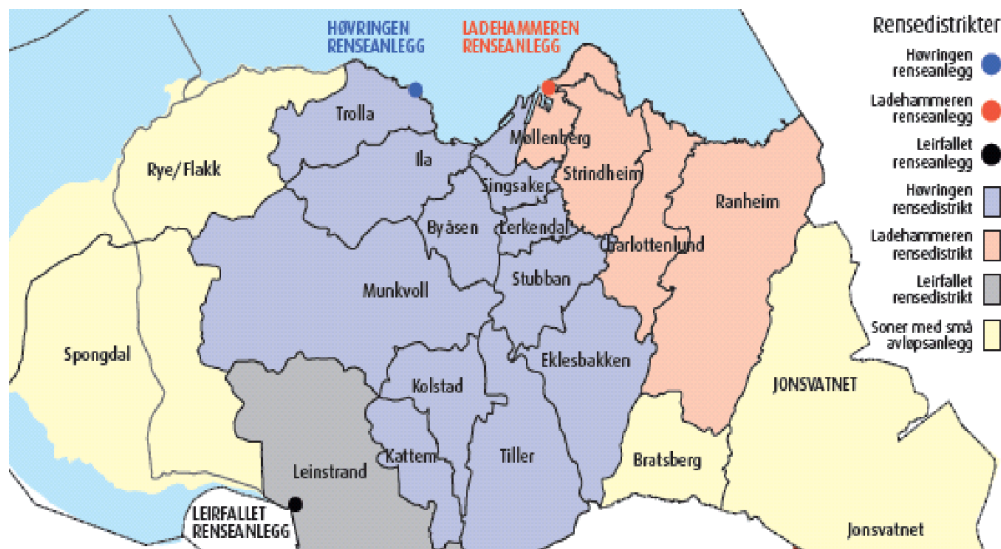 HØVRINGEN
RENSEANLEGG
LADEHAMMEREN
RENSEANLEGG
Rensedistrikter
Høvringen
renseanlegg
Ladehammeren
renseanlegg
Leirfallet
renseanlegg
Høvringen
rensedistrikt
Ladehammeren
rensedistrikt
Leirfallet
rensedistrikt
Soner med små
avløpsanlegg
Trolla
Møllenberg
Ila
Rye/Flakk
Strindheim
Singsaker
Ranheim
Byåsen
Lerkendal
Charlottenlund
Stubban
Munkvoll
Spongdal
Eklesbakken
Kolstad
JONSVATNET
Kattem
Tiller
Bratsberg
Leinstrand
LEIRFALLET
RENSEANLEGG
Jonsvatnet